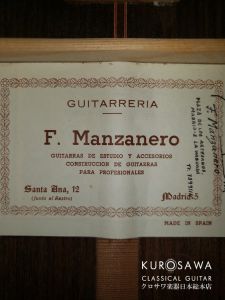 GUITARRERIA
F. Manzanero
GUITARRAS DE ESTUDIO Y ACCESORIOS
CONSTRUCCION DE GUITARRAS
PARA PROFESIONALES
Santa Ana, 12
(Junto al Rastro)
Madrid-5
MADE IN SPAIN
F. Manzanero
KUROSAWA
CLASSICAL GUITAR
クロサワ楽器日本総本店